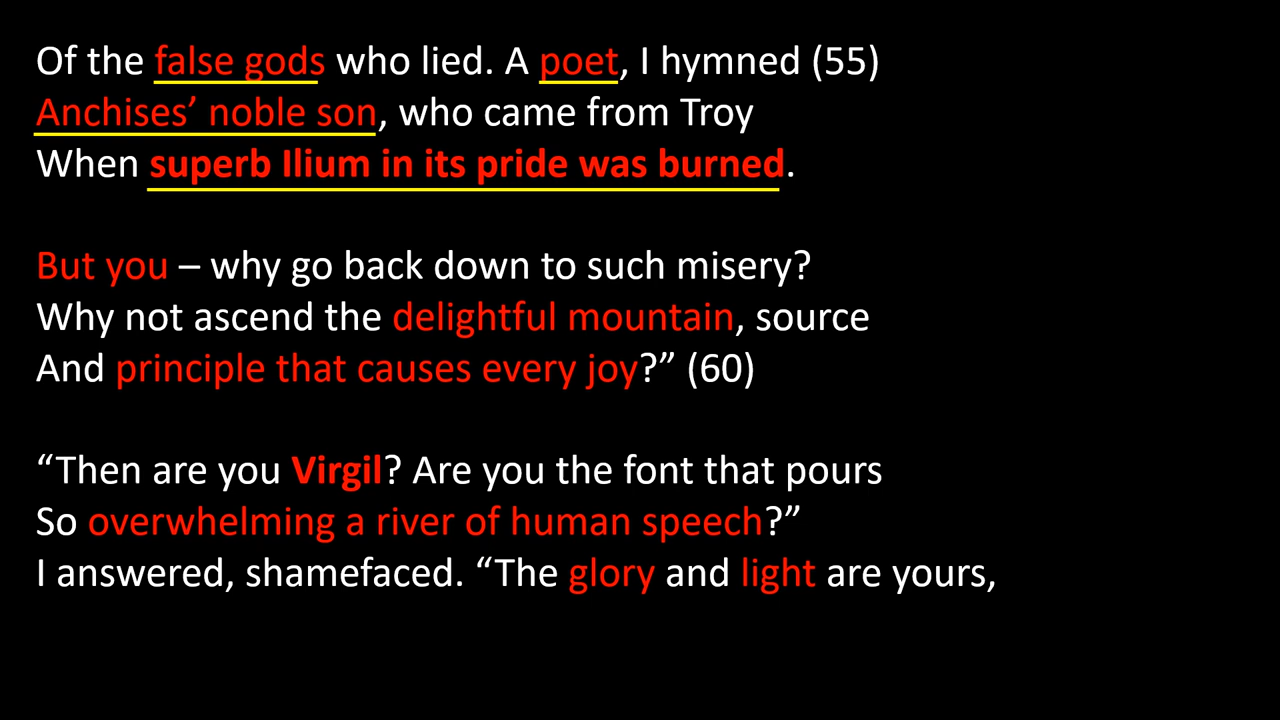 Of the false gods who lied. A poet, I hymned (55)
Anchises’ noble son, who came from Troy
When superb Ilium in its pride was burned.
But you – why go back down to such misery?
Why not ascend the delightful mountain, source
And principle that causes every joy?” (60)
“Then are you Virgil? Are you the font that pours
So overwhelming a river of human speech?”
I answered, shamefaced. “The glory and light are yours,